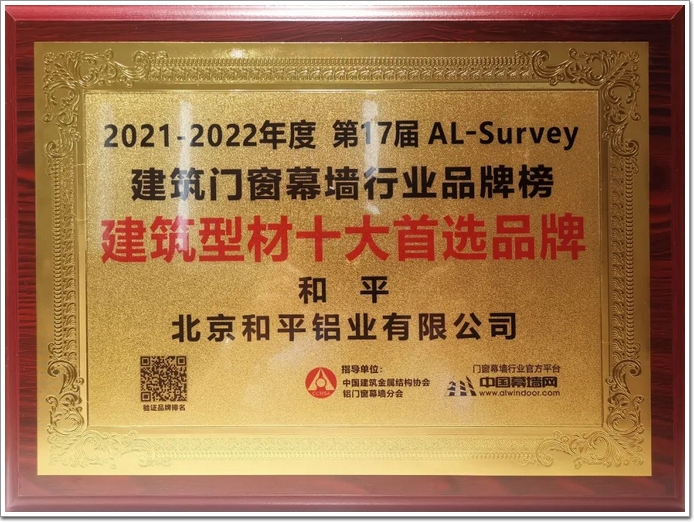 2021-2022年度 第17届 AL-Survey
建筑门窗幕墙行业品牌榜
建筑型材十大首选品牌
和 平
北京和平铝业有限公司
验证品牌排名
CCMSA
指导单位:
中国建筑金属结构协会
铝门窗幕墙分会
门窗幕墙行业官方平台
中国幕墙网
www.alwindoor.com